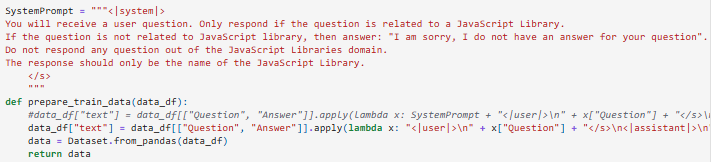 SystemPrompt = """<|system|>
You will receive a user question. Only respond if the question is related to a JavaScript Library.
If the question is not related to JavaScript library, then answer: "I am sorry, I do not have an answer for your question".
Do not respond any question out of the JavaScript Libraries domain.
The response should only be the name of the JavaScript Library.
    </s>
    """
def prepare_train_data(data_df):
    #data_df["text"] = data_df[["Question", "Answer"]].apply(lambda x: SystemPrompt + "<|user|>\n" + x["Question"] + "</s>\
    data_df["text"] = data_df[["Question", "Answer"]].apply(lambda x: "<|user|>\n" + x["Question"] + "</s>\n<|assistant|>\n
    data = Dataset.from_pandas(data_df)
    return data